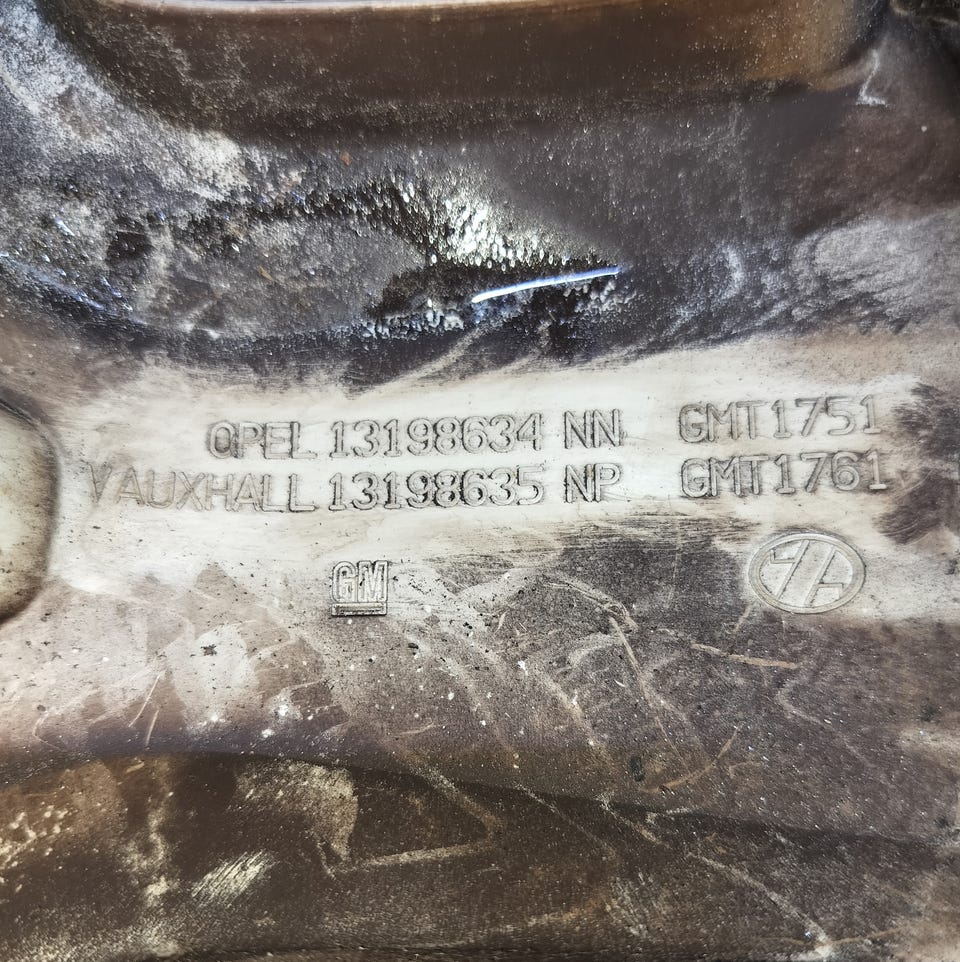 OPEL 13198634 NN GMT1751
VAUXHALL 13198635 NP GMT1761
GM